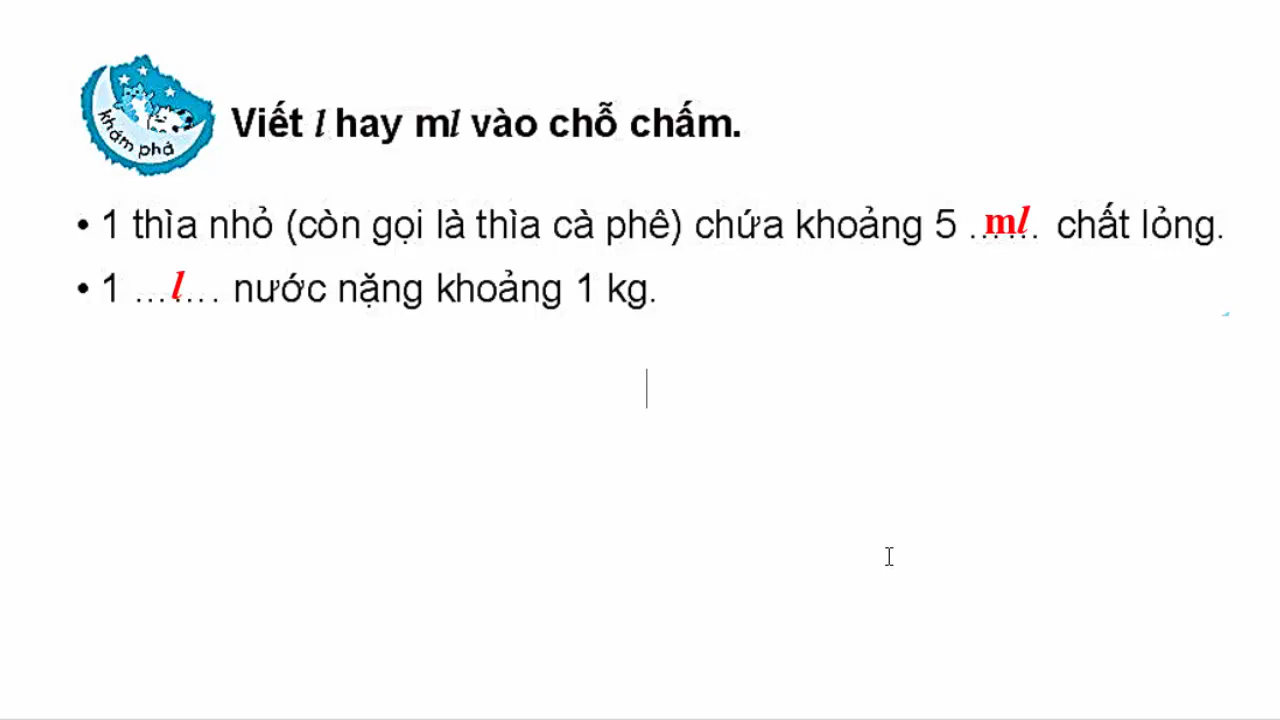 khám phá
Viết l hay ml vào chỗ chấm.
• 1 thìa nhỏ (còn gọi là thìa cà phê) chứa khoảng 5 ..ml.. chất lỏng.
• 1 ...l.... nước nặng khoảng 1 kg.